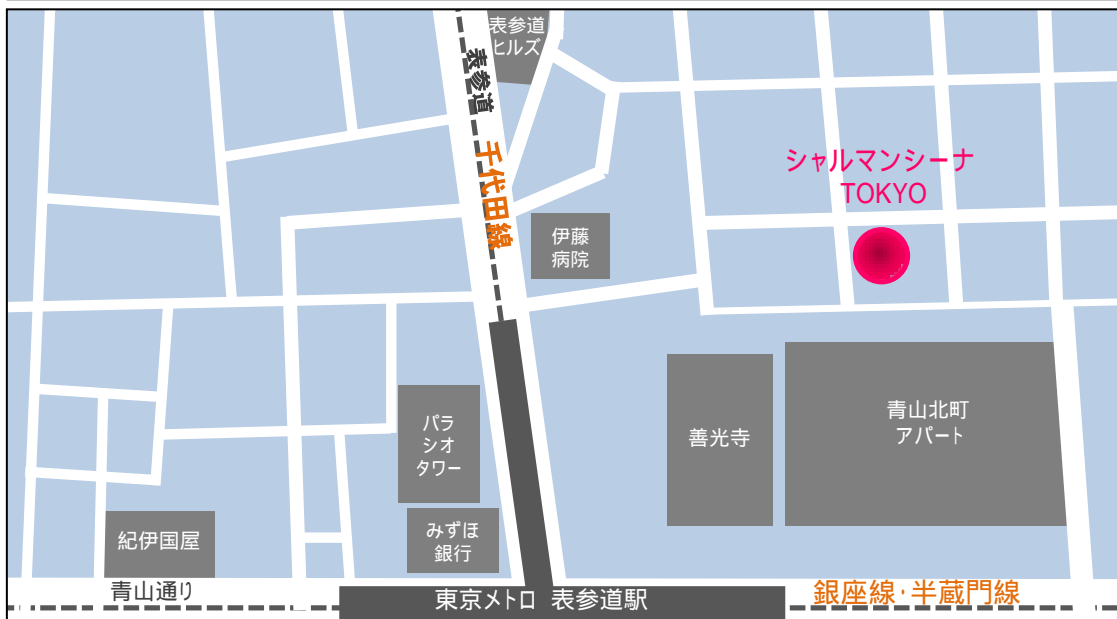 表参道
ヒルズ
表参道
千代田線
シャルマンシーナ
TOKYO
伊藤
病院
パラ
シオ
タワー
善光寺
青山北町
アパート
紀伊国屋
みずほ
銀行
青山通り
東京メトロ 表参道駅
銀座線・半蔵門線